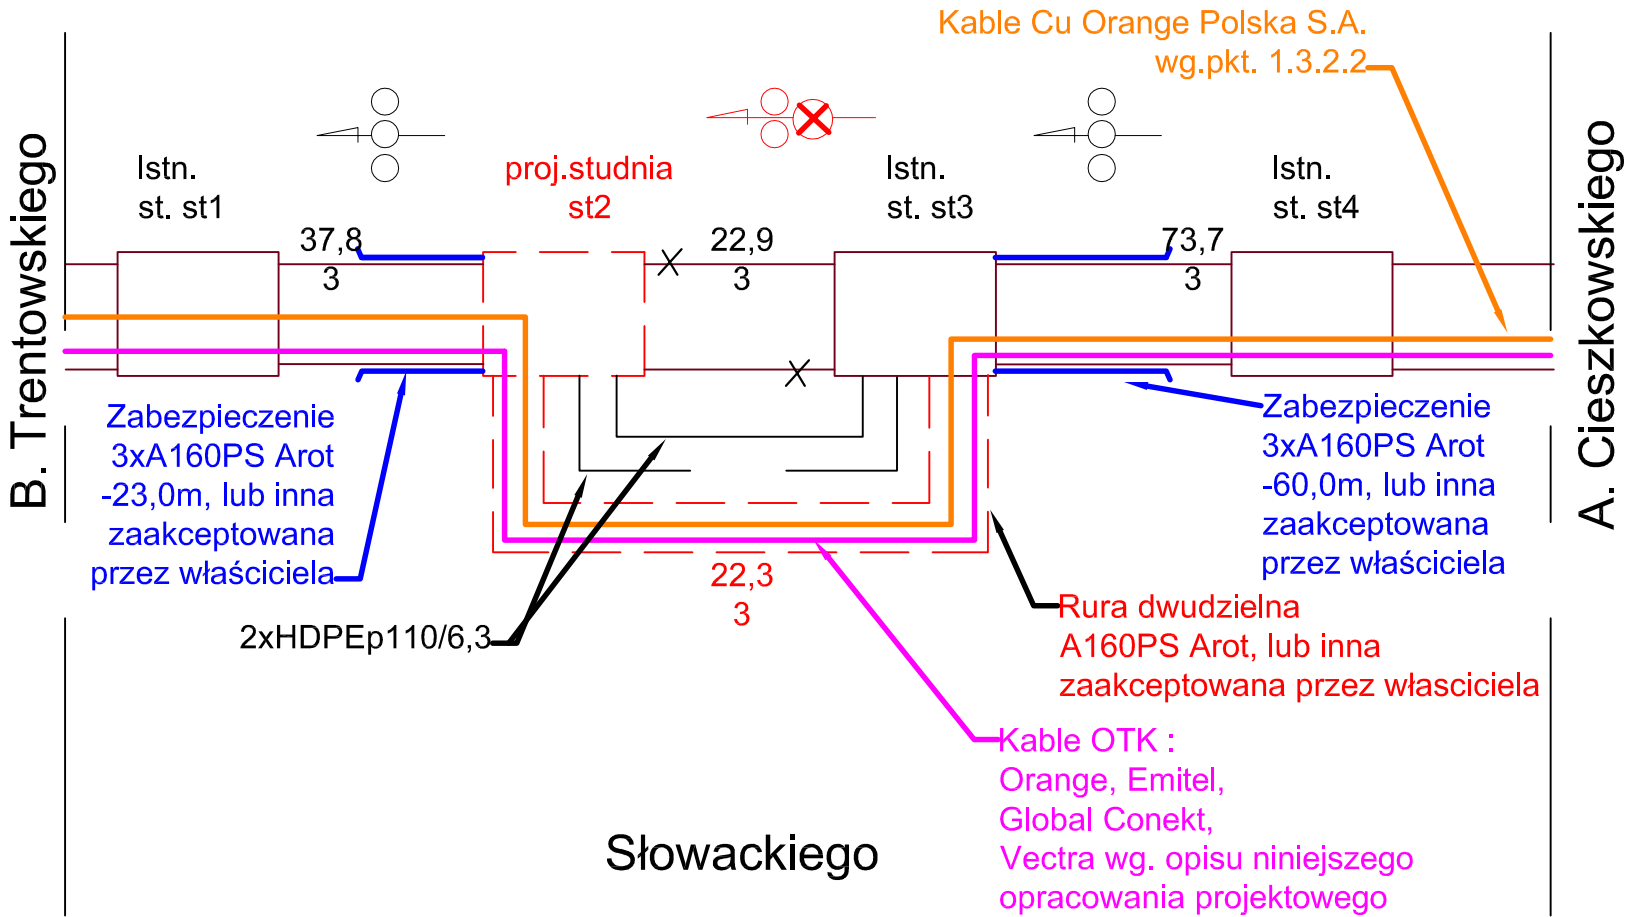 Kable Cu Orange Polska S.A.
wg.pkt. 1.3.2.2
B. Trentowskiego
Istn.
st. st1
proj.studnia
st2
Istn.
st. st3
Istn.
st. st4
A. Cieszkowskiego
37,8
3
22,9
3
73,7
3
Zabezpieczenie
3xA160PS Arot
-23,0m, lub inna
zaakceptowana
przez właściciela
Zabezpieczenie
3xA160PS Arot
-60,0m, lub inna
zaakceptowana
przez właściciela
22,3
3
2xHDPEp110/6,3
Rura dwudzielna
A160PS Arot, lub inna
zaakceptowana przez własciciela
Kable OTK :
Orange, Emitel,
Global Conekt,
Vectra wg. opisu niniejszego
opracowania projektowego
Słowackiego